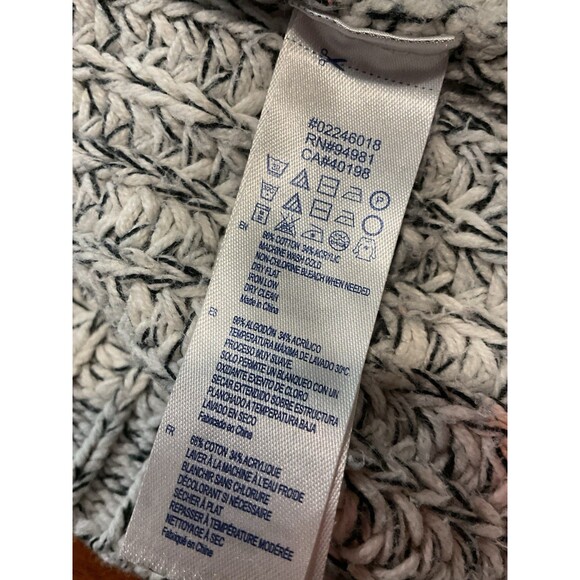 #02246018
RN#94981
CA#40198
EN
66% COTTON 34% ACRYLIC
MACHINE WASH COLD
NON-CHLORINE BLEACH WHEN NEEDED
DRY FLAT
IRON LOW
DRY CLEAN
Made in China
ES
66% ALGODÓN 34% ACRÍLICO
TEMPERATURA MÁXIMA DE LAVADO 30ºC
PROCESO MUY SUAVE
SOLO PERMITE UN BLANQUEO CON UN
OXIDANTE EXENTO DE CLORO
SECAR EXTENDIDO SOBRE ESTRUCTURA
PLANCHADO A TEMPERATURA BAJA
LAVADO EN SECO
Fabricado en China
FR
66% COTON 34% ACRYLIQUE
LAVER À LA MACHINE À L'EAU FROIDE
BLANCHIR SANS CHLORURE
DÉCOLORANT SI NÉCESSAIRE
SÉCHER À PLAT
REPASSER À TEMPÉRATURE MODÉRÉE
NETTOYAGE À SEC
Fabriqué en China